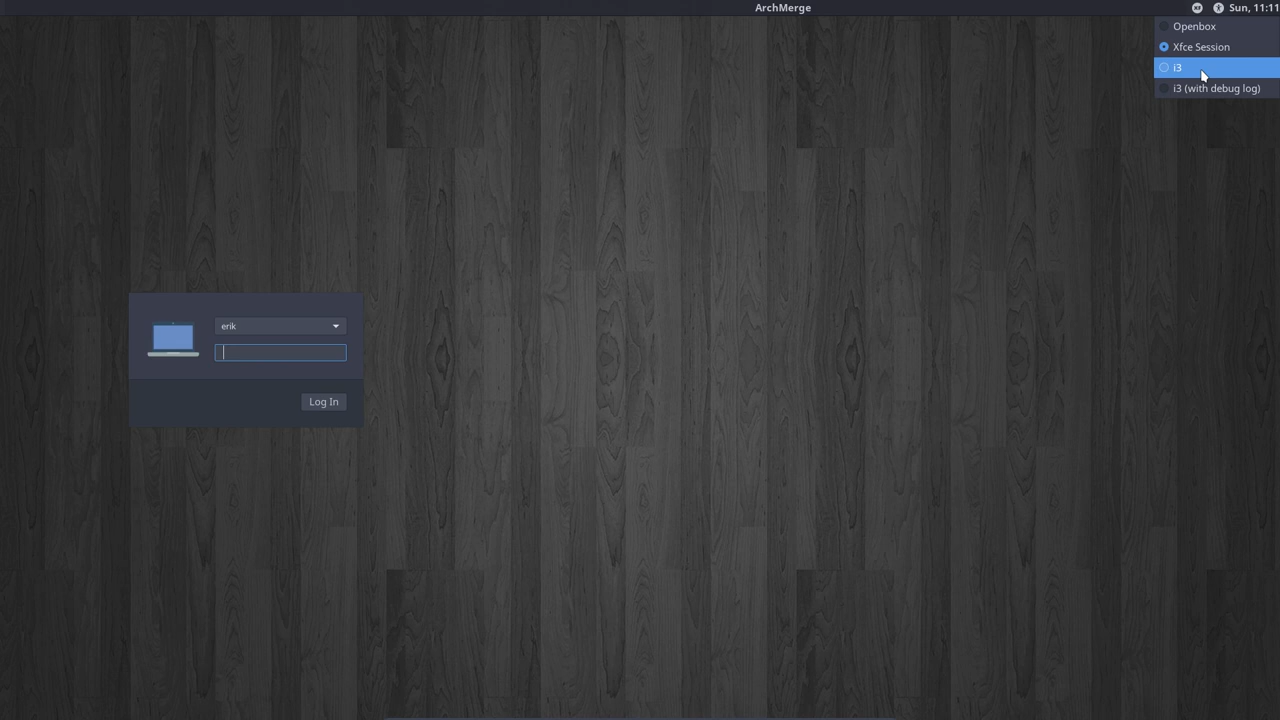 ArchMerge
Sun, 11:11
Openbox
Xfce Session
i3
i3 (with debug log)
erik
Log In